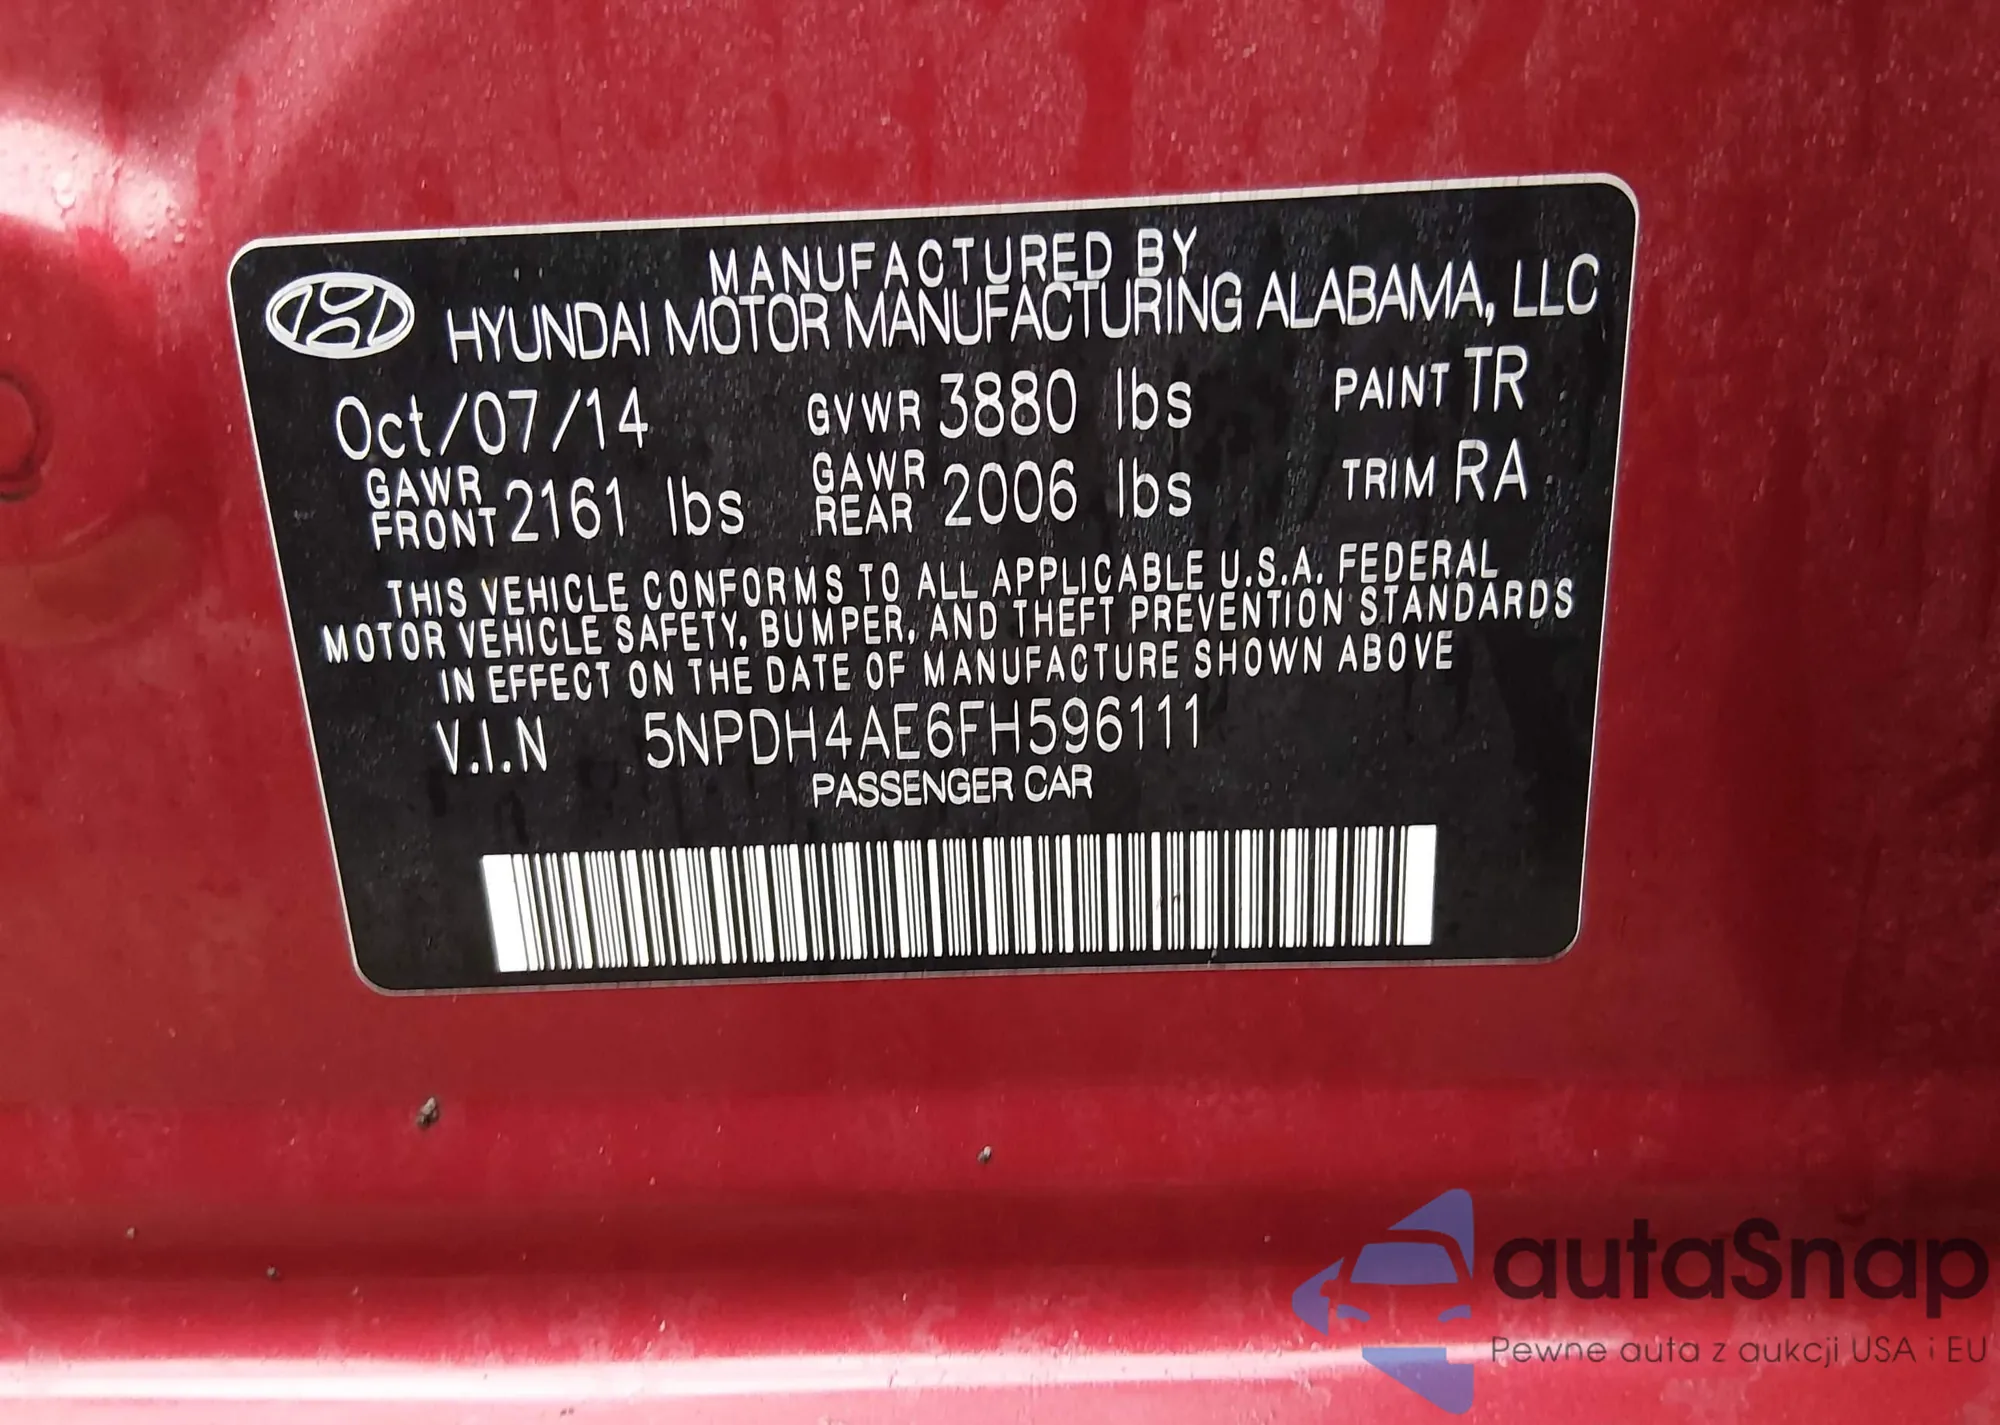 MANUFACTURED BY
HYUNDAI MOTOR MANUFACTURING ALABAMA, LLC
Oct/07/14 GVWR 3880 lbs PAINT TR
GAWR FRONT 2161 lbs GAWR REAR 2006 lbs TRIM RA
THIS VEHICLE CONFORMS TO ALL APPLICABLE U.S.A. FEDERAL
MOTOR VEHICLE SAFETY, BUMPER, AND THEFT PREVENTION STANDARDS
IN EFFECT ON THE DATE OF MANUFACTURE SHOWN ABOVE
V.I.N 5NPDH4AE6FH596111
PASSENGER CAR
autaSnap
Pewne auta z aukcji USA i EU